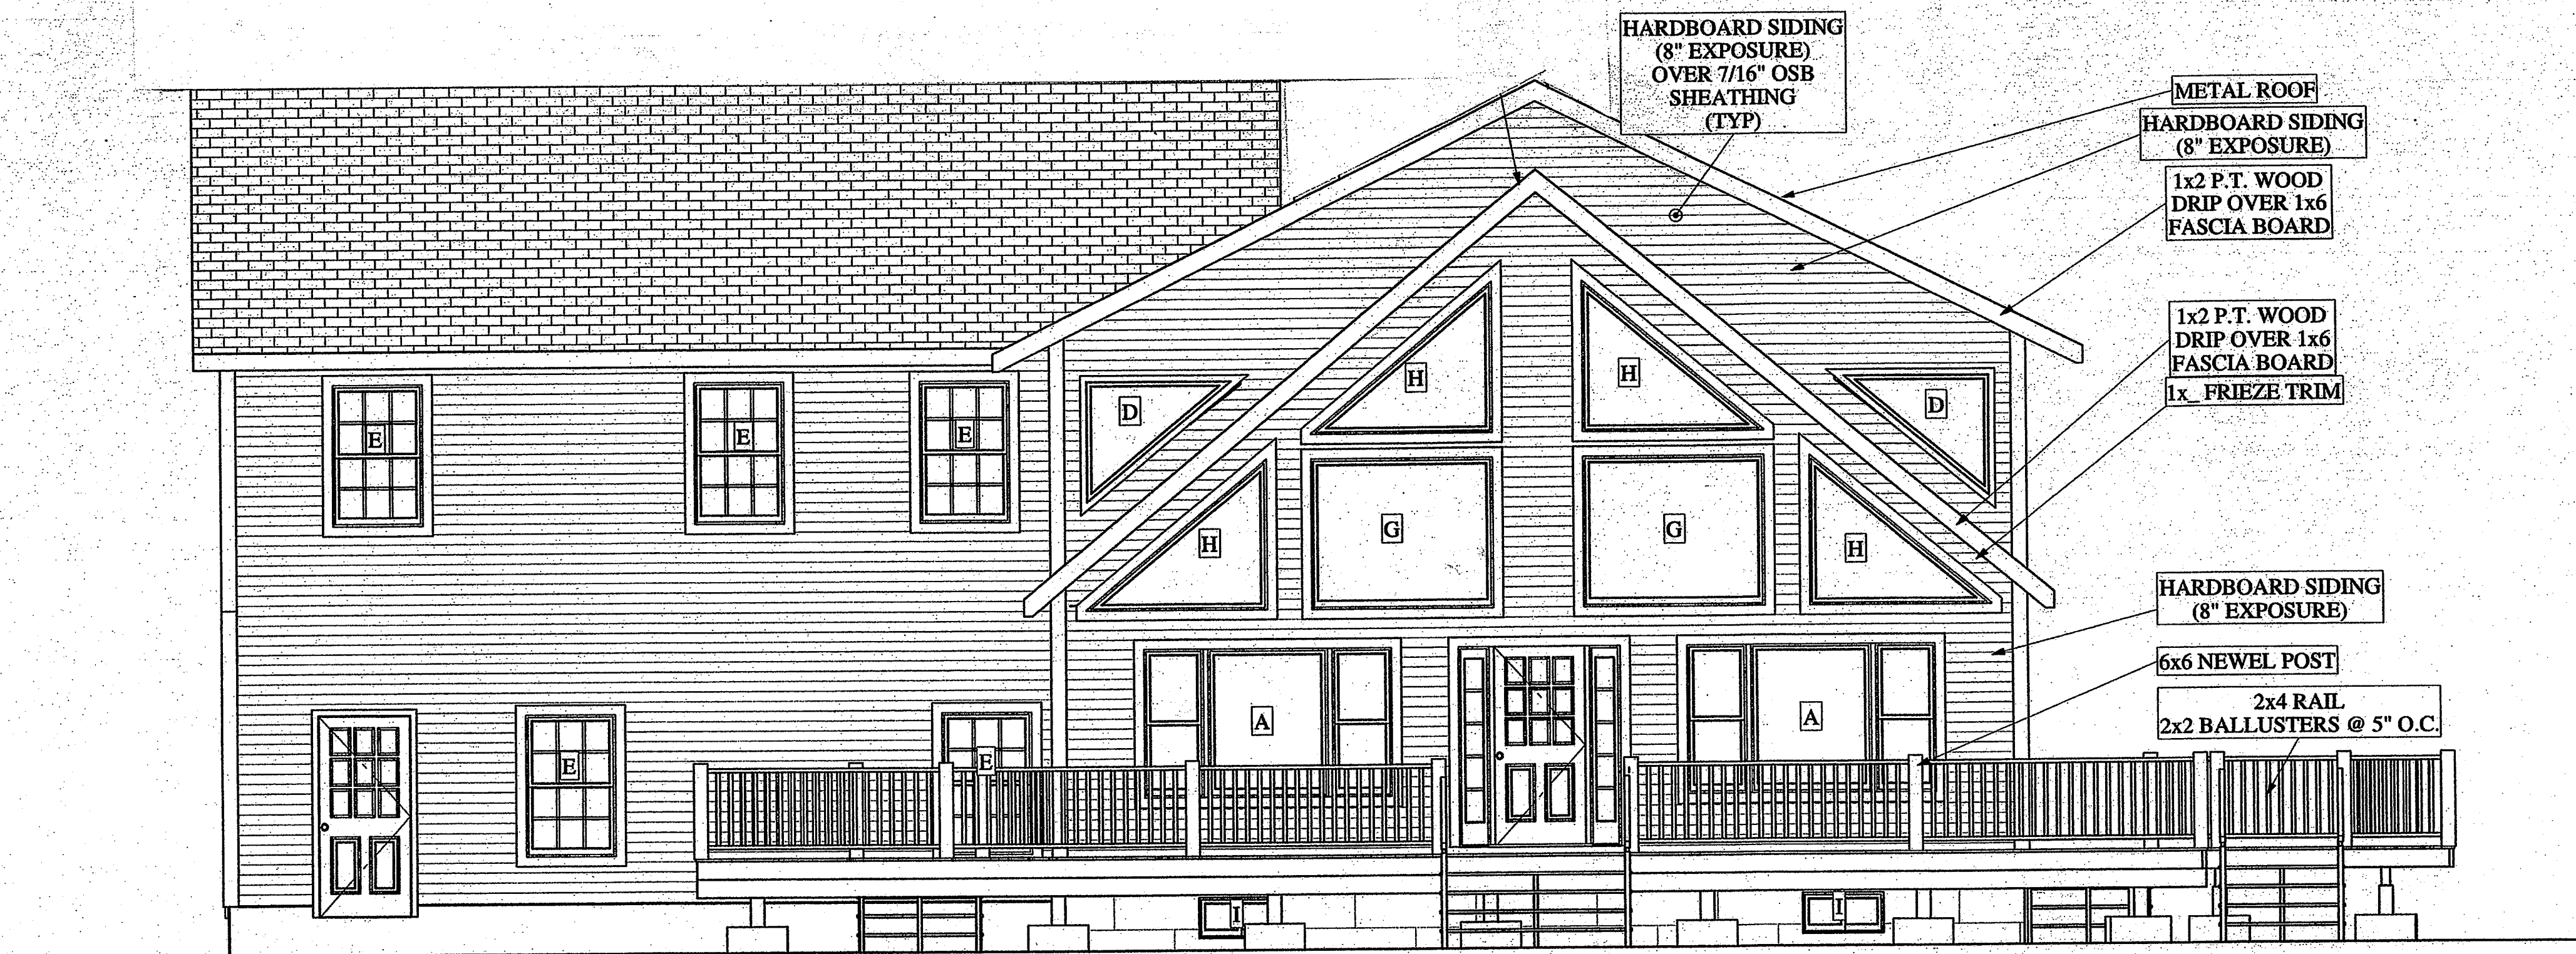 HARDBOARD SIDING
(8" EXPOSURE)
OVER 7/16" OSB
SHEATHING
(TYP)
METAL ROOF
HARDBOARD SIDING
(8" EXPOSURE)
1x2 P.T. WOOD
DRIP OVER 1x6
FASCIA BOARD
1x2 P.T. WOOD
DRIP OVER 1x6
FASCIA BOARD
1x_ FRIEZE TRIM
H
H
D
D
E
E
E
G
G
H
H
HARDBOARD SIDING
(8" EXPOSURE)
6x6 NEWEL POST
2x4 RAIL
2x2 BALLUSTERS @ 5" O.C.
A
A
E
E
I
I